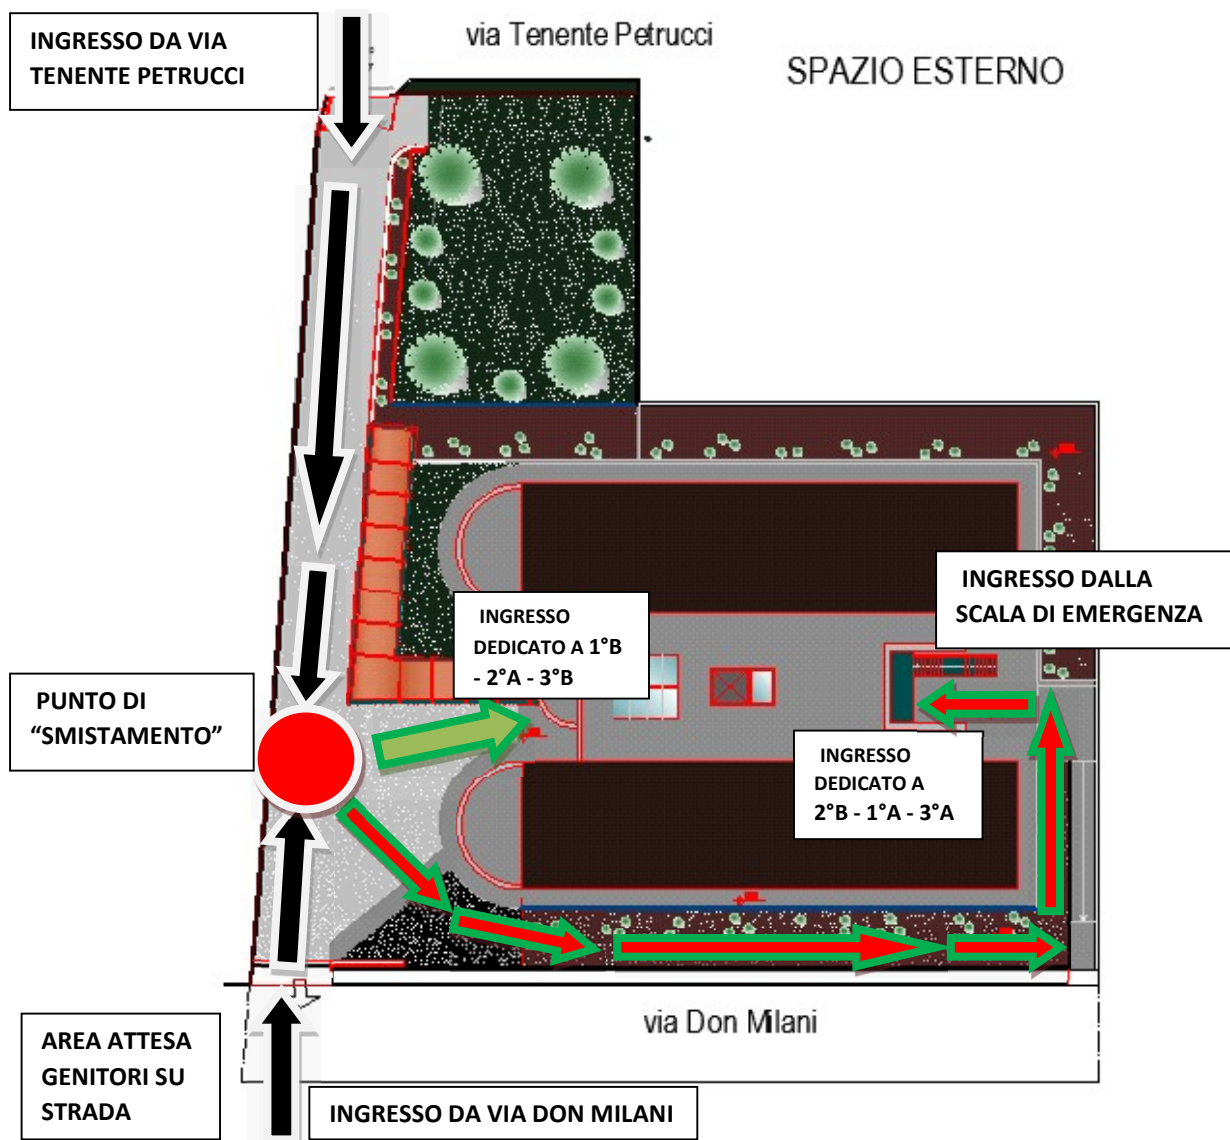 INGRESSO DA VIA
TENENTE PETRUCCI
via Tenente Petrucci
SPAZIO ESTERNO
INGRESSO DALLA
SCALA DI EMERGENZA
INGRESSO
DEDICATO A 1°B
- 2°A - 3°B
PUNTO DI
“SMISTAMENTO”
INGRESSO
DEDICATO A
2°B - 1°A - 3°A
via Don Milani
AREA ATTESA
GENITORI SU
STRADA
INGRESSO DA VIA DON MILANI